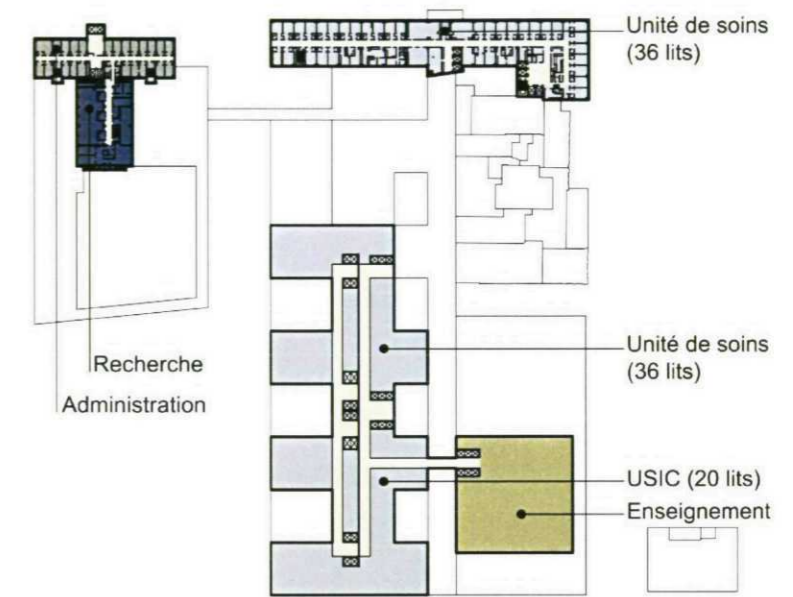 Unité de soins
(36 lits)
Recherche
Administration
Unité de soins
(36 lits)
USIC (20 lits)
Enseignement